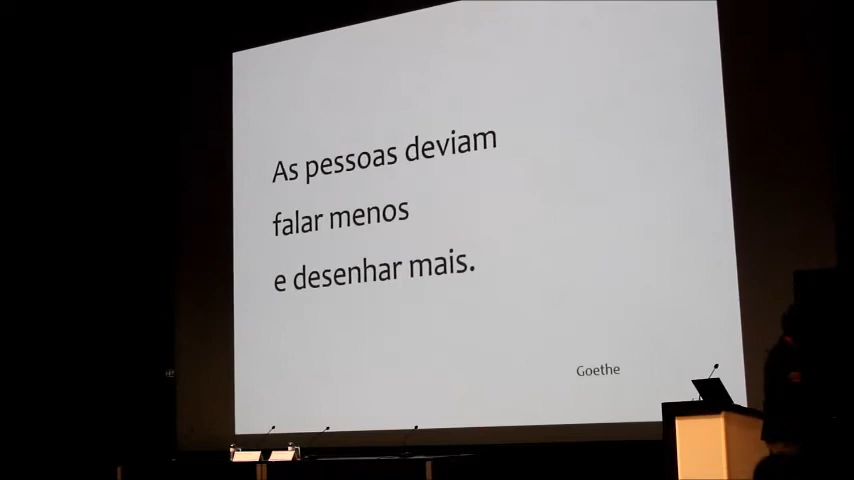 As pessoas deviam
falar menos
e desenhar mais.
Goethe